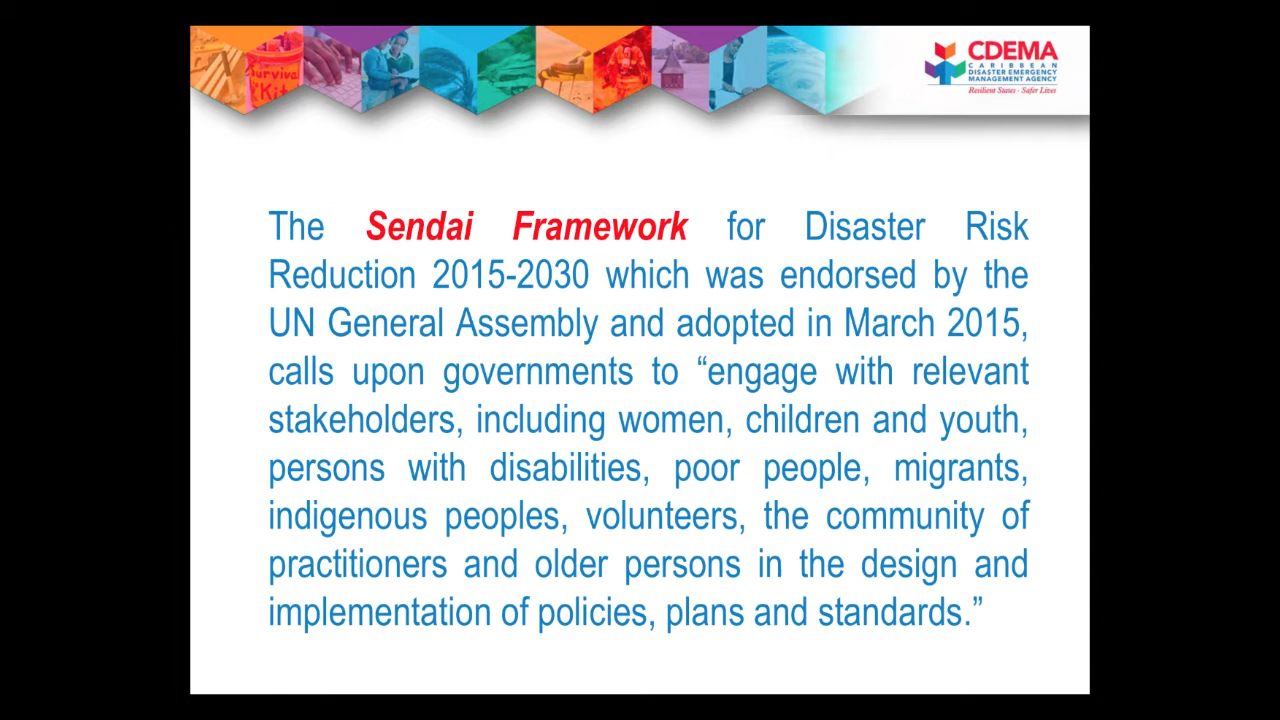 Survival
Kit
CDEMA
CARIBBEAN
DISASTER EMERGENCY
MANAGEMENT AGENCY
Resilient States - Safer Lives
The Sendai Framework for Disaster Risk
Reduction 2015-2030 which was endorsed by the
UN General Assembly and adopted in March 2015,
calls upon governments to “engage with relevant
stakeholders, including women, children and youth,
persons with disabilities, poor people, migrants,
indigenous peoples, volunteers, the community of
practitioners and older persons in the design and
implementation of policies, plans and standards.”